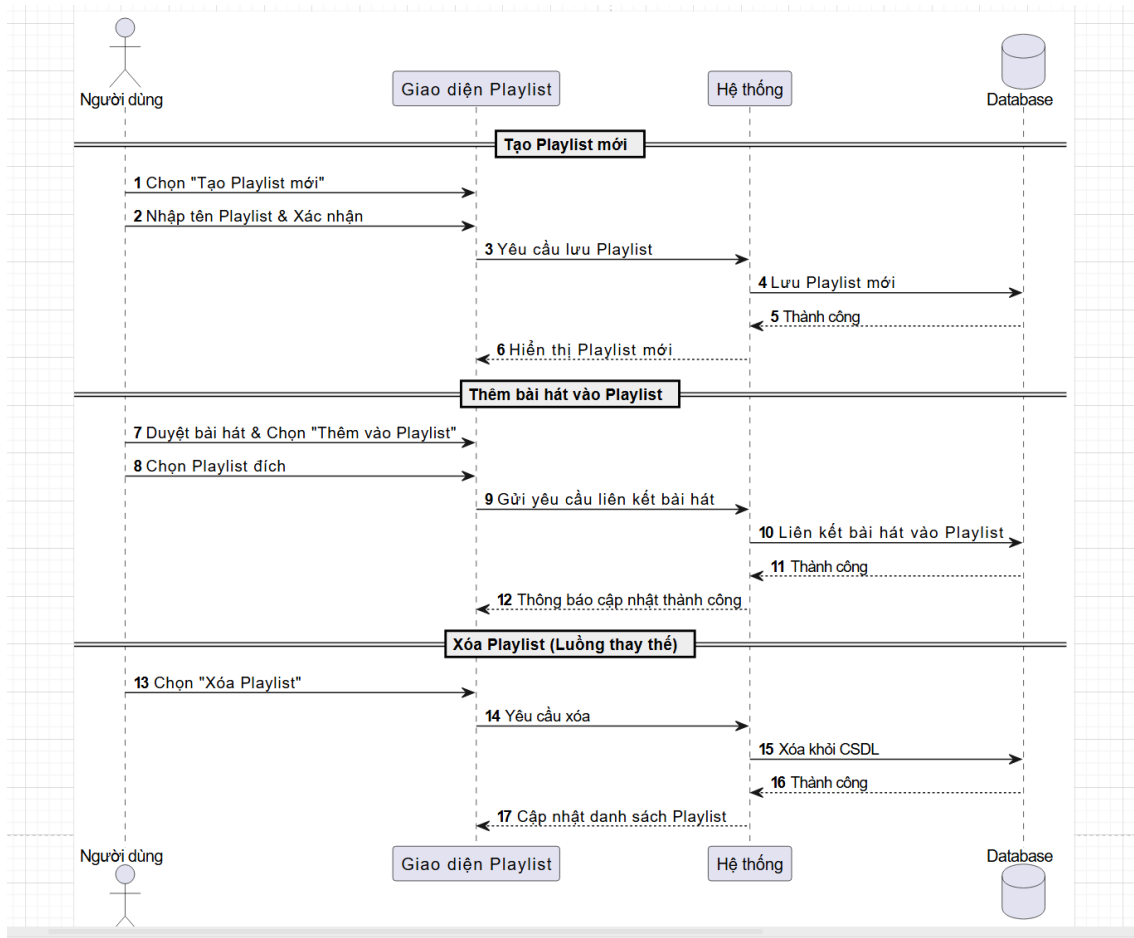 Người dùng
Giao diện Playlist
Hệ thống
Database
Tạo Playlist mới
1 Chọn "Tạo Playlist mới"
2 Nhập tên Playlist & Xác nhận
3 Yêu cầu lưu Playlist
4 Lưu Playlist mới
5 Thành công
6 Hiển thị Playlist mới
Thêm bài hát vào Playlist
7 Duyệt bài hát & Chọn "Thêm vào Playlist"
8 Chọn Playlist đích
9 Gửi yêu cầu liên kết bài hát
10 Liên kết bài hát vào Playlist
11 Thành công
12 Thông báo cập nhật thành công
Xóa Playlist (Luồng thay thế)
13 Chọn "Xóa Playlist"
14 Yêu cầu xóa
15 Xóa khỏi CSDL
16 Thành công
17 Cập nhật danh sách Playlist
Người dùng
Giao diện Playlist
Hệ thống
Database